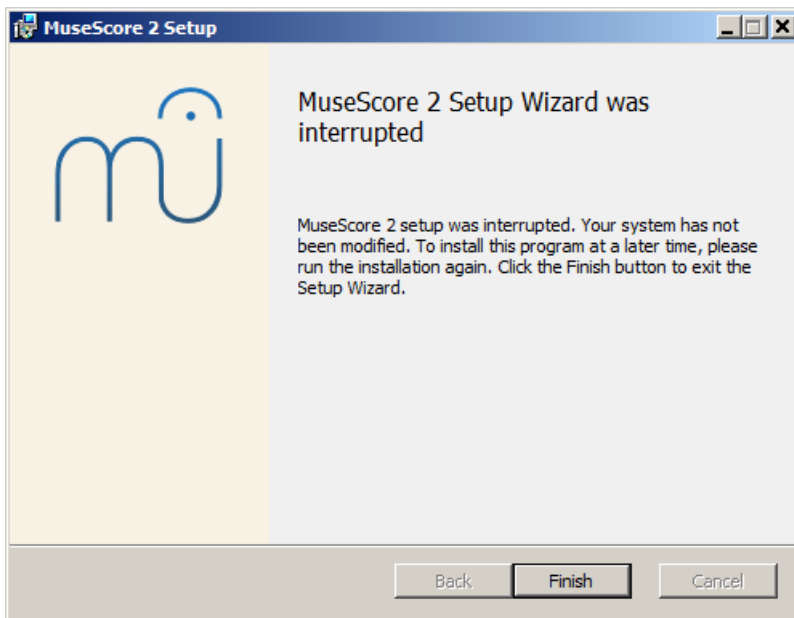 MuseScore 2 Setup
MuseScore 2 Setup Wizard was
interrupted
MuseScore 2 setup was interrupted. Your system has not
been modified. To install this program at a later time, please
run the installation again. Click the Finish button to exit the
Setup Wizard.
Back Finish Cancel